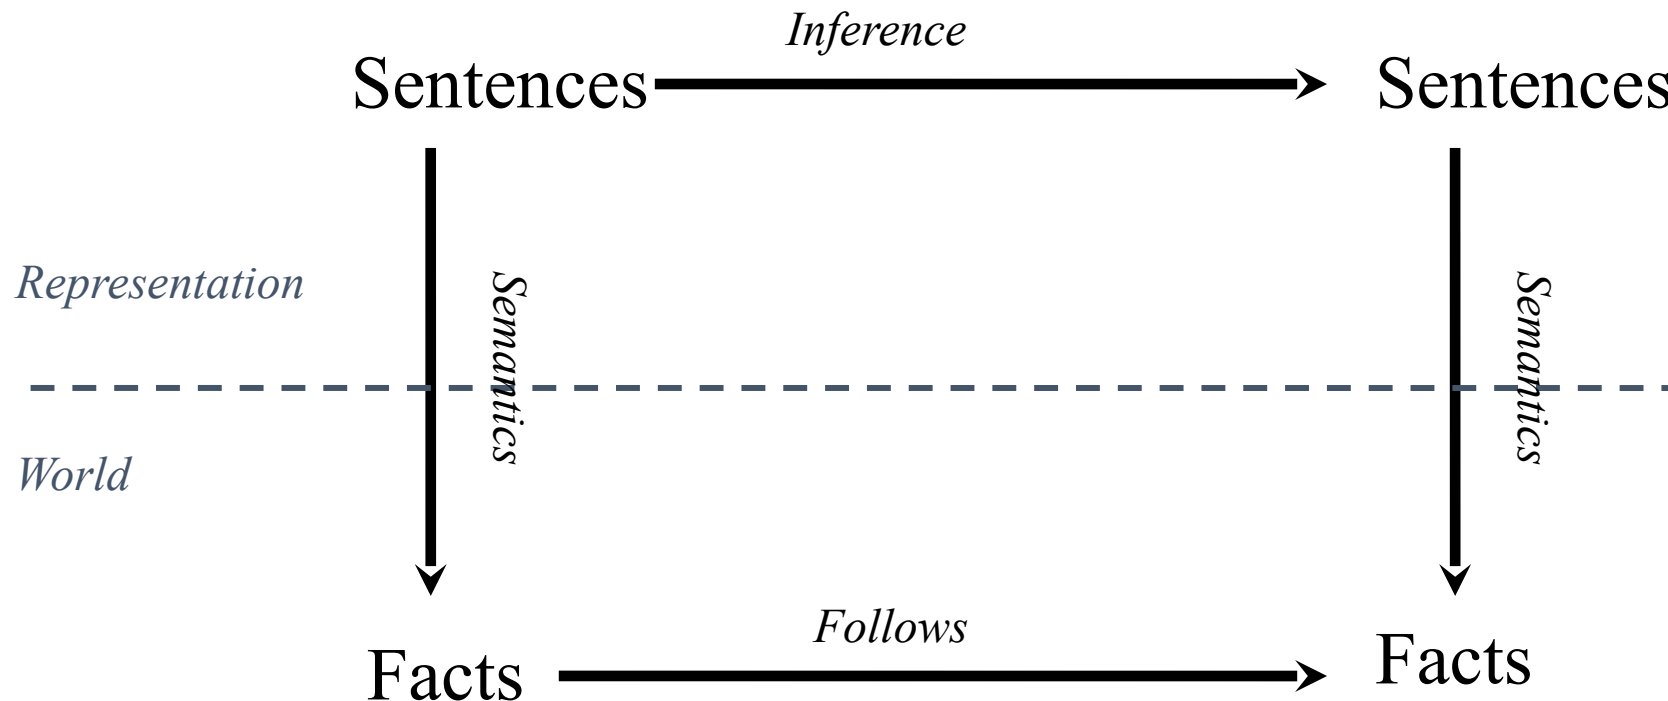 Inference
Sentences
Sentences
Representation
Semantics
Semantics
World
Follows
Facts
Facts